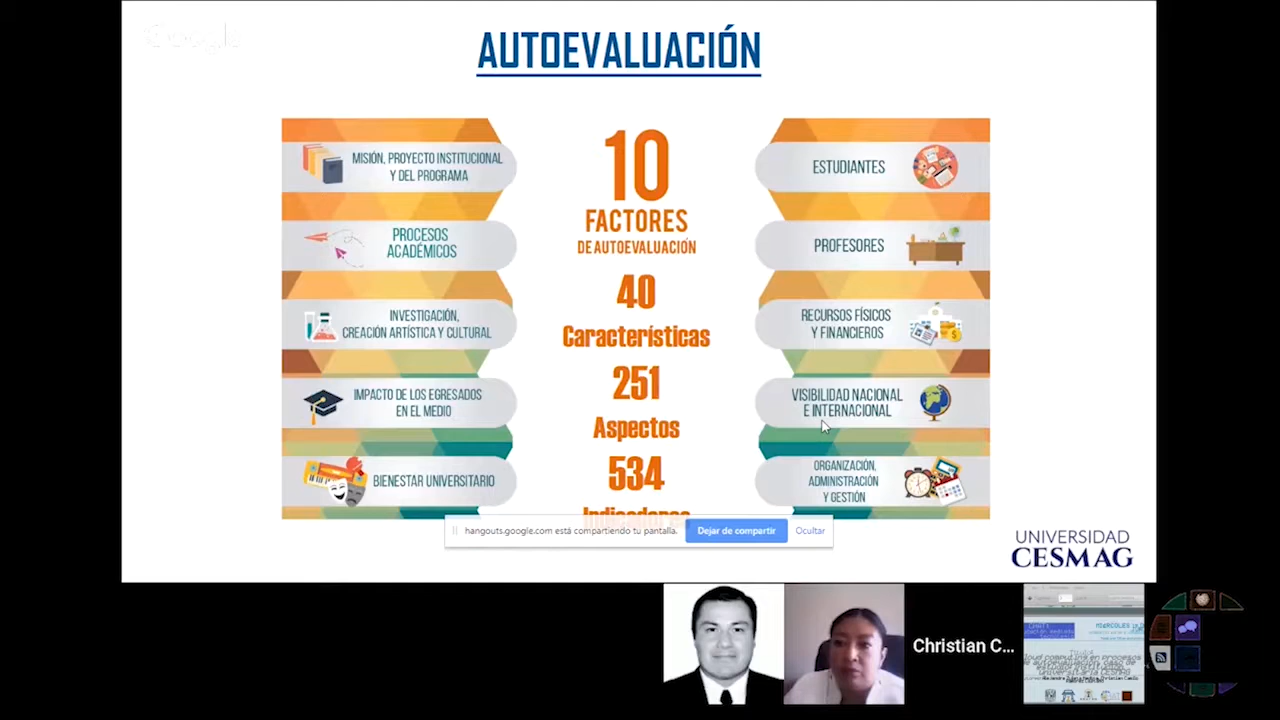 Google
AUTOEVALUACIÓN
MISIÓN, PROYECTO INSTITUCIONAL
Y DEL PROGRAMA
PROCESOS
ACADÉMICOS
INVESTIGACIÓN,
CREACIÓN ARTÍSTICA Y CULTURAL
IMPACTO DE LOS EGRESADOS
EN EL MEDIO
BIENESTAR UNIVERSITARIO
10
FACTORES
DE AUTOEVALUACIÓN
40
Características
251
Aspectos
534
Indicadores
ESTUDIANTES
PROFESORES
RECURSOS FÍSICOS
Y FINANCIEROS
VISIBILIDAD NACIONAL
E INTERNACIONAL
ORGANIZACIÓN,
ADMINISTRACIÓN
Y GESTIÓN
hangouts.google.com está compartiendo tu pantalla.
Dejar de compartir
Ocultar
UNIVERSIDAD
CESMAG
Christian C...